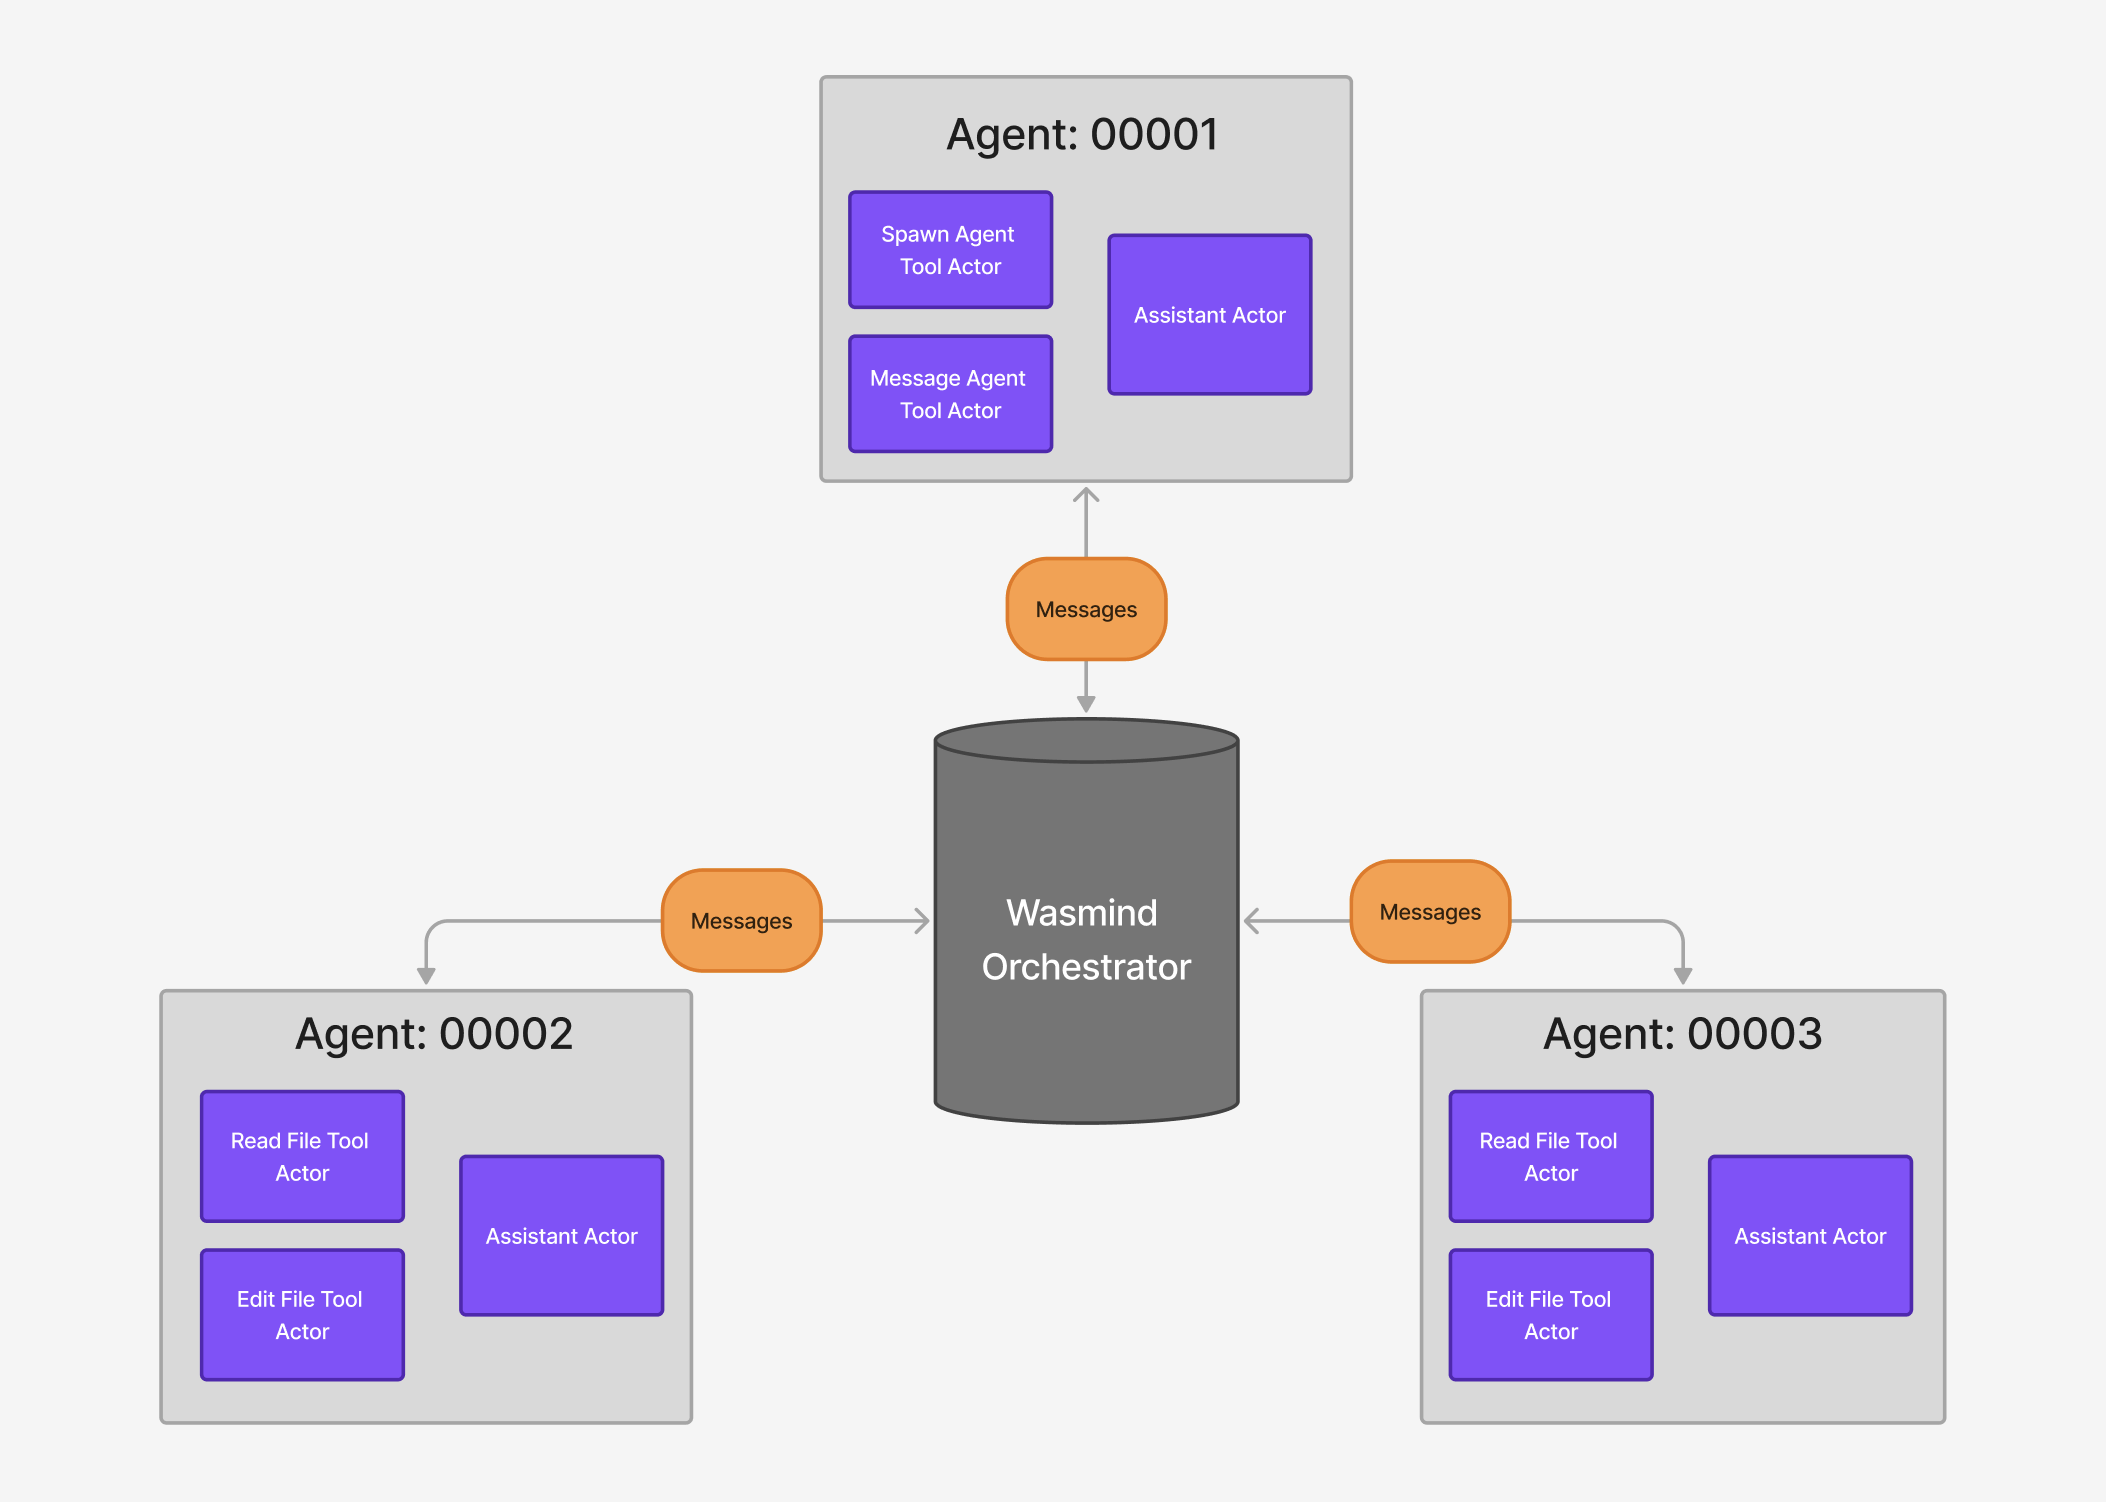 Agent: 00001
Spawn Agent
Tool Actor
Message Agent
Tool Actor
Assistant Actor
Messages
Messages
Wasmind
Orchestrator
Messages
Agent: 00002
Read File Tool
Actor
Edit File Tool
Actor
Assistant Actor
Agent: 00003
Read File Tool
Actor
Edit File Tool
Actor
Assistant Actor